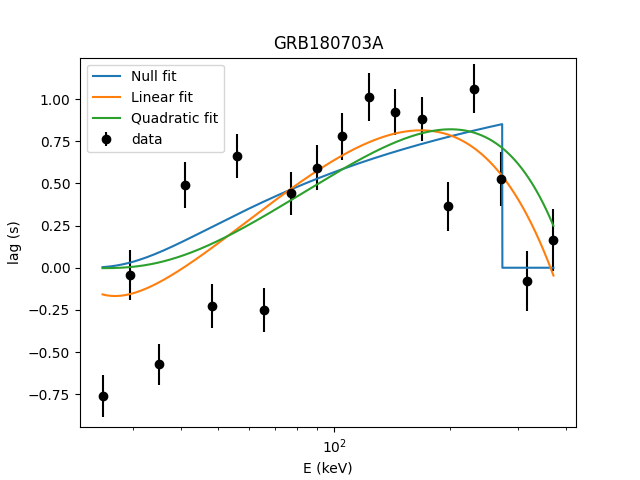 GRB180703A
Null fit
Linear fit
Quadratic fit
data
1.00
0.75
0.50
0.25
0.00
−0.25
−0.50
−0.75
lag (s)
10²
E (keV)